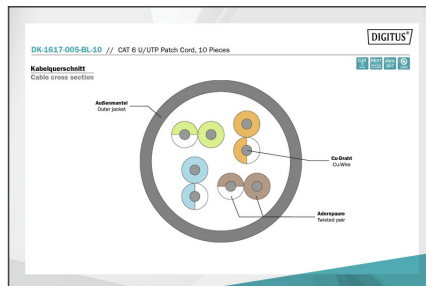 DIGITUS®
DK-1617-005-BL-10 // CAT 6 U/UTP Patch Cord, 10 Pieces
Kabelquerschnitt
Cable cross section
Außenmantel
Outer jacket
Cu-Draht
Cu-Wire
Aderpaare
Twisted pair